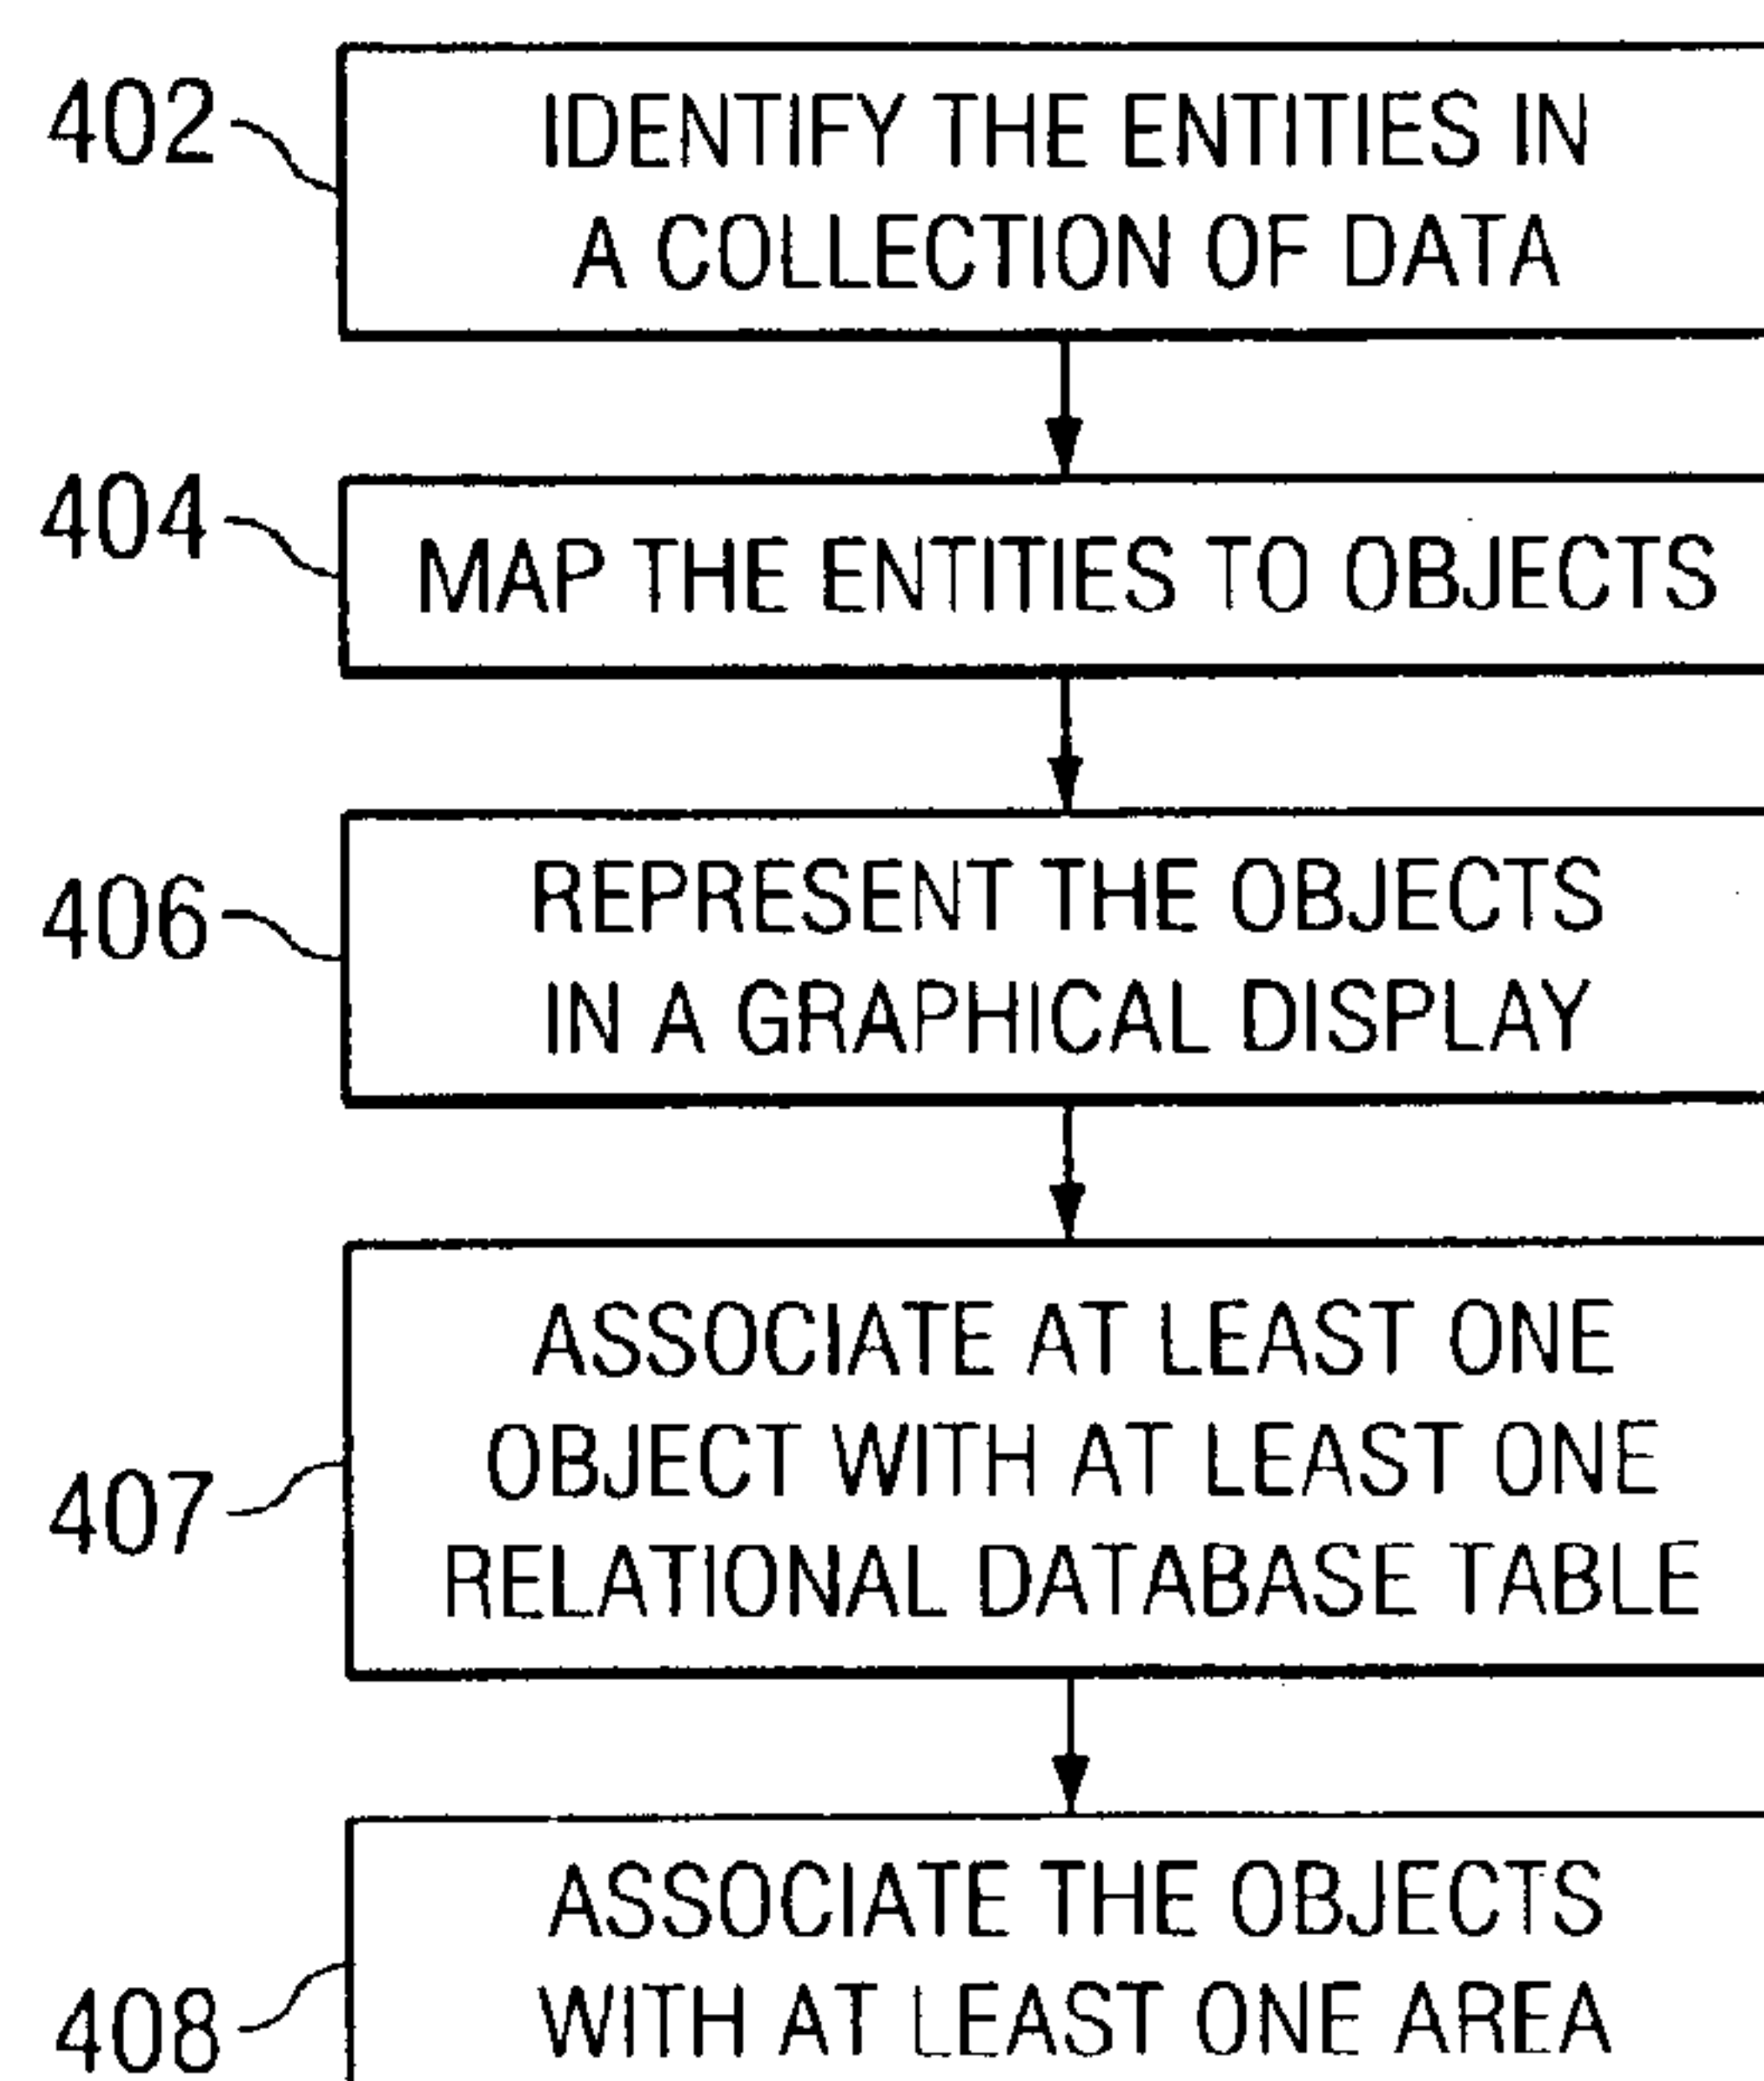 402
IDENTIFY THE ENTITIES IN
A COLLECTION OF DATA
404
MAP THE ENTITIES TO OBJECTS
406
REPRESENT THE OBJECTS
IN A GRAPHICAL DISPLAY
407
ASSOCIATE AT LEAST ONE
OBJECT WITH AT LEAST ONE
RELATIONAL DATABASE TABLE
408
ASSOCIATE THE OBJECTS
WITH AT LEAST ONE AREA